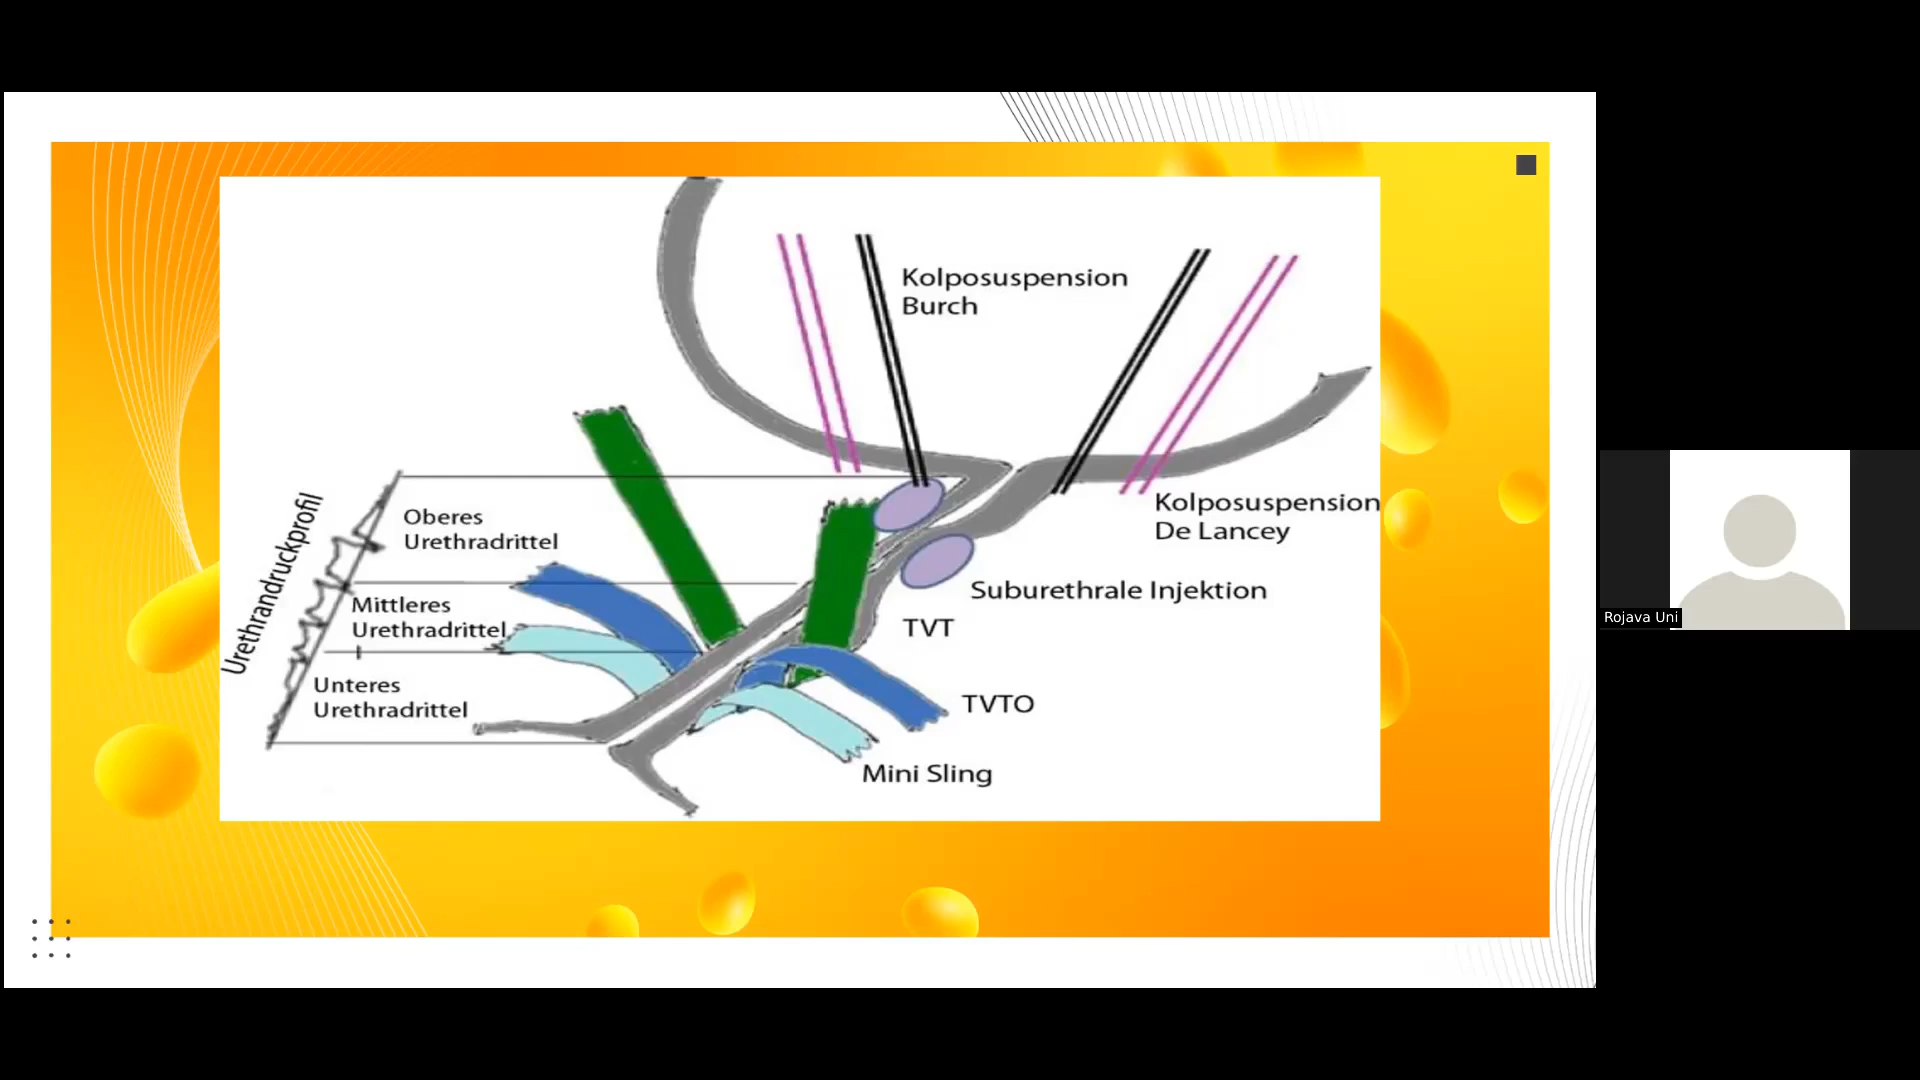 Kolposuspension
Burch
Urethrandruckprofil
Oberes
Urethradrittel
Mittleres
Urethradrittel
Unteres
Urethradrittel
Kolposuspension
De Lancey
Suburethrale Injektion
TVT
TVTO
Mini Sling
Rojava Uni